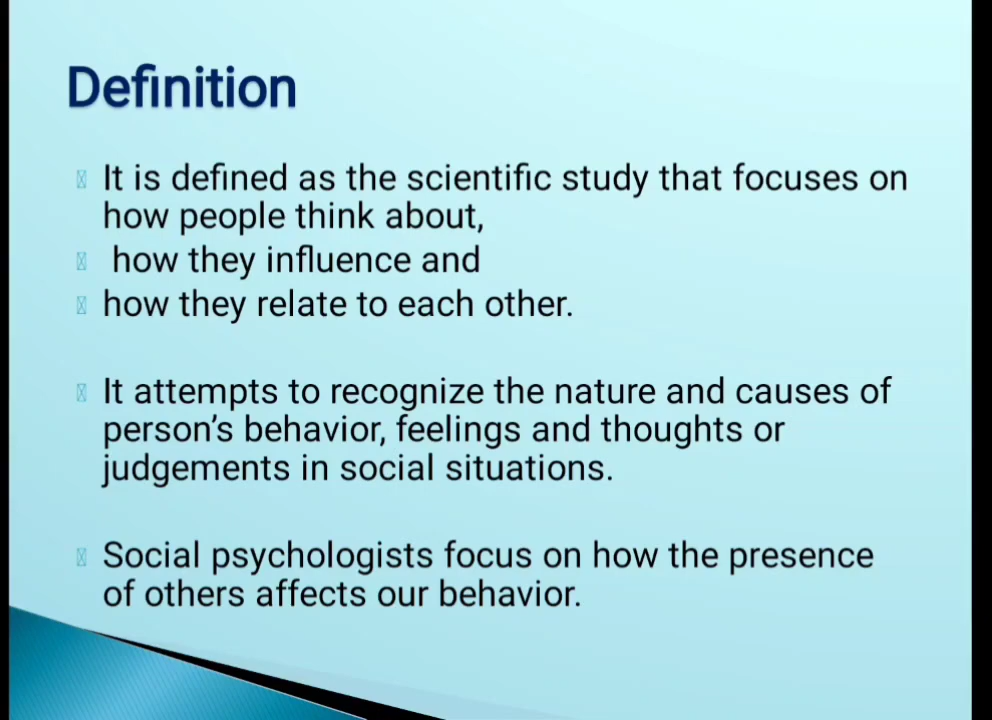 Definition
It is defined as the scientific study that focuses on
how people think about,
how they influence and
how they relate to each other.
It attempts to recognize the nature and causes of
person’s behavior, feelings and thoughts or
judgements in social situations.
Social psychologists focus on how the presence
of others affects our behavior.